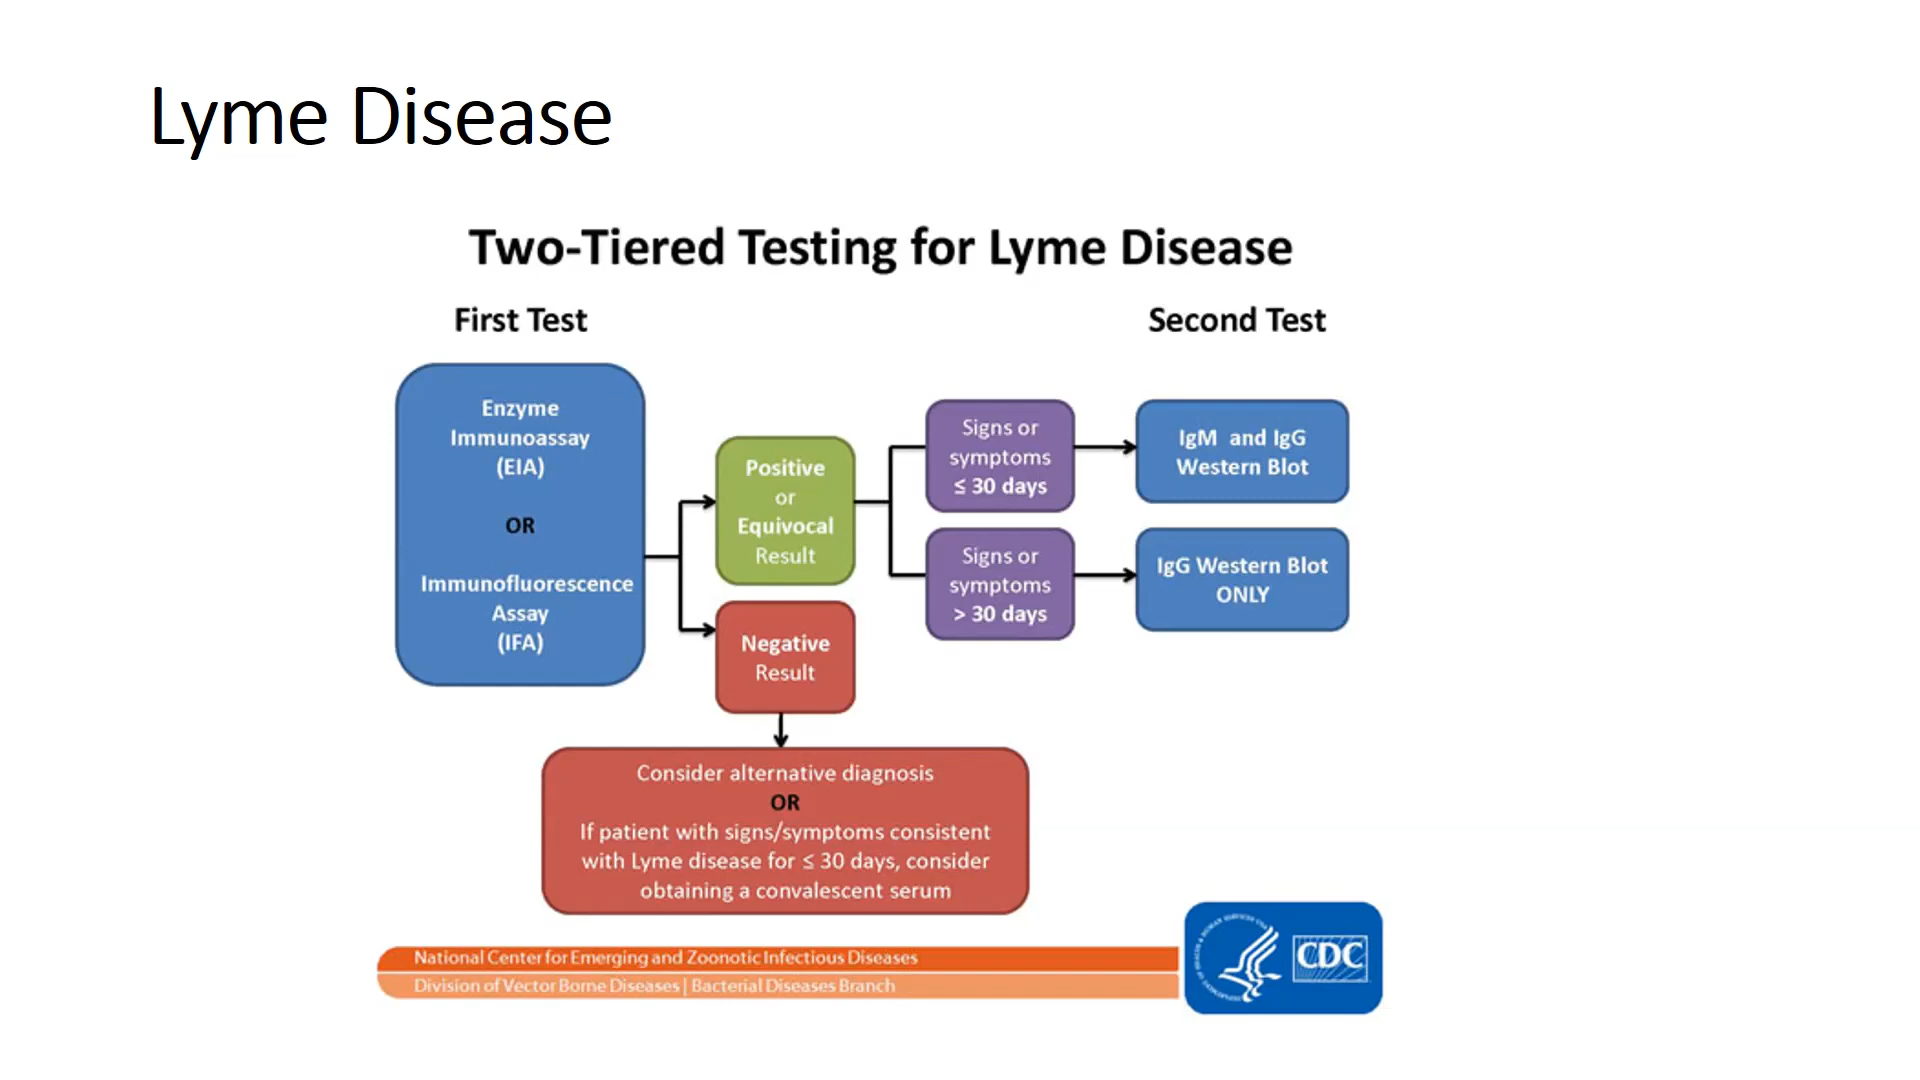 Lyme Disease
Two-Tiered Testing for Lyme Disease
First Test
Second Test
Enzyme
Immunoassay
(EIA)
OR
Immunofluorescence
Assay
(IFA)
Positive
or
Equivocal
Result
Negative
Result
Signs or
symptoms
≤ 30 days
Signs or
symptoms
> 30 days
IgM and IgG
Western Blot
IgG Western Blot
ONLY
Consider alternative diagnosis
OR
If patient with signs/symptoms consistent
with Lyme disease for ≤ 30 days, consider
obtaining a convalescent serum
National Center for Emerging and Zoonotic Infectious Diseases
Division of Vector Borne Diseases | Bacterial Diseases Branch
CDC